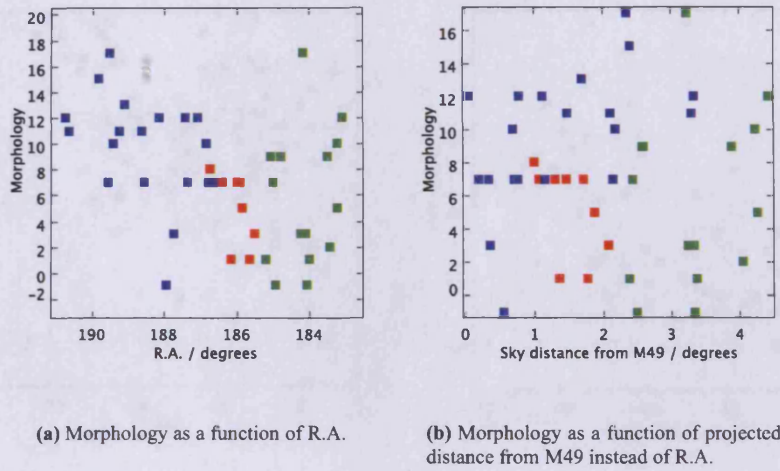 20
18
16
14
12
10
8
6
4
2
0
−2
Morphology
190 188 186 184
R.A. / degrees
16
14
12
10
8
6
4
2
0
Morphology
0 1 2 3 4
Sky distance from M49 / degrees
(a) Morphology as a function of R.A.
(b) Morphology as a function of projected
distance from M49 instead of R.A.